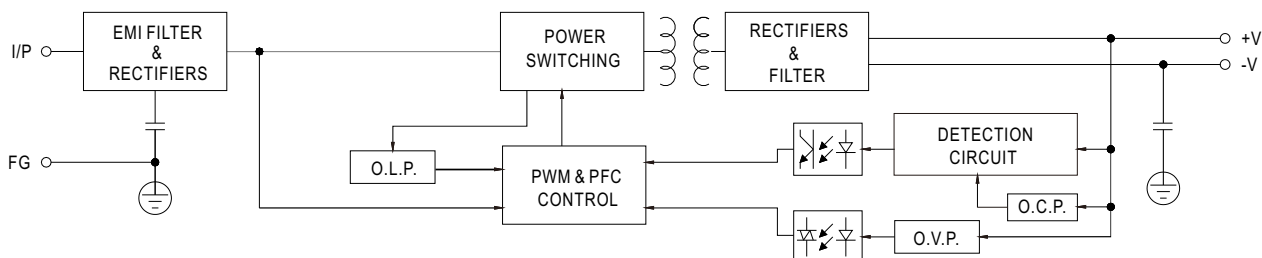 I/P
EMI FILTER
&
RECTIFIERS
POWER
SWITCHING
RECTIFIERS
&
FILTER
+V
-V
FG
O.L.P.
PWM & PFC
CONTROL
DETECTION
CIRCUIT
O.C.P.
O.V.P.